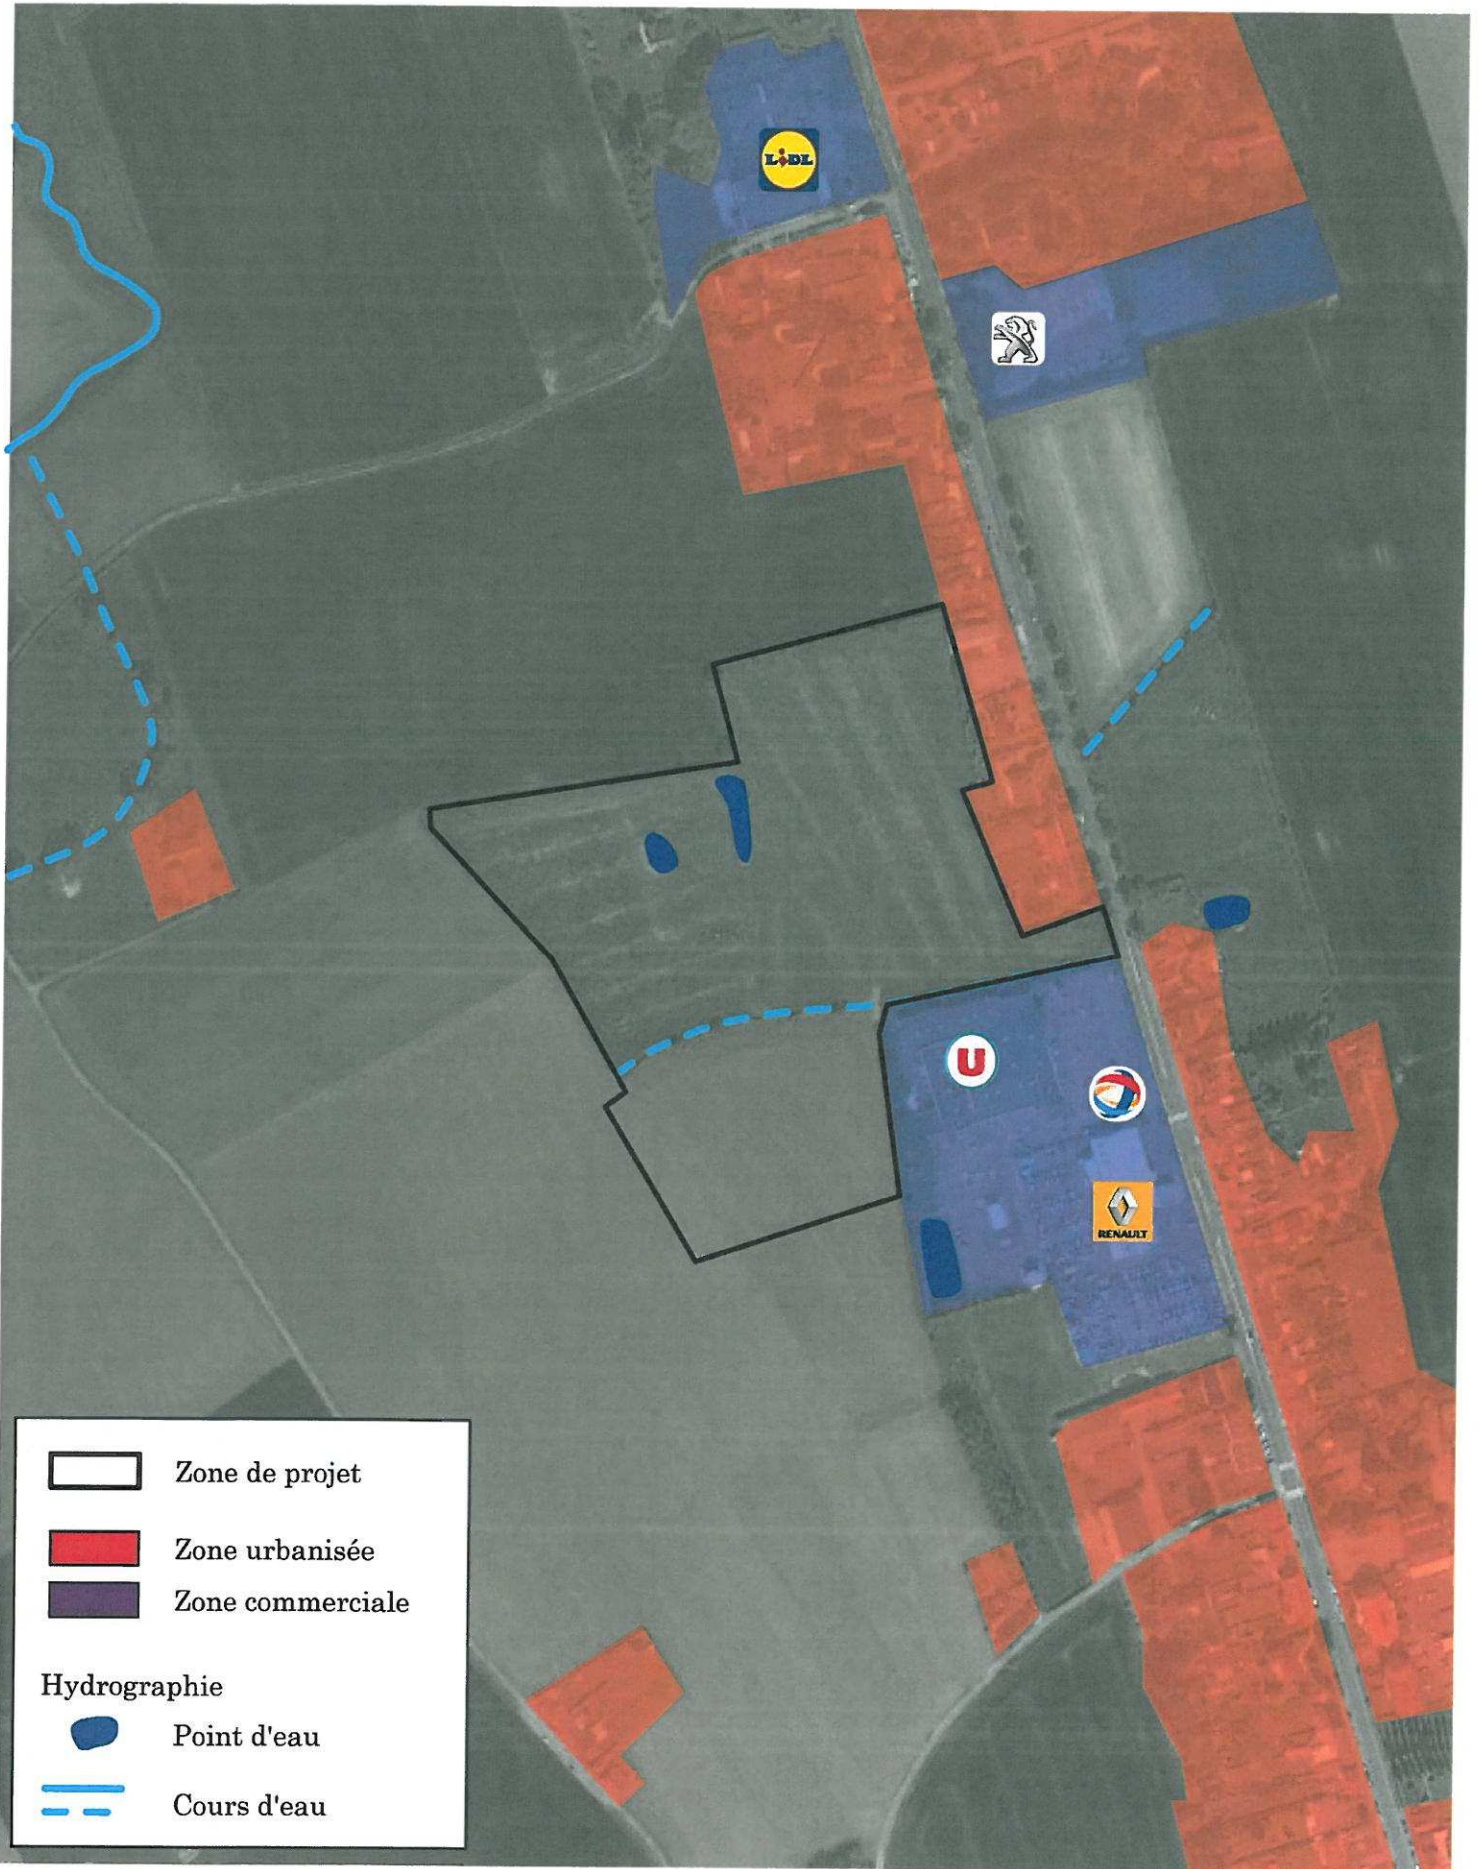 LIDL
U
RENAULT
Zone de projet
Zone urbanisée
Zone commerciale
Hydrographie
Point d'eau
Cours d'eau